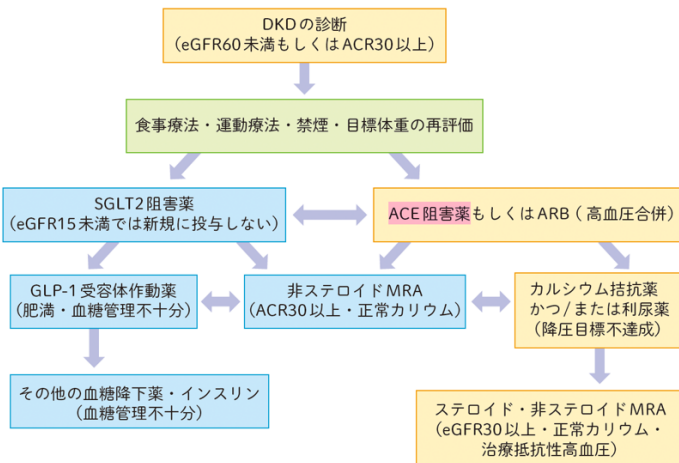 DKDの診断
（eGFR60未満もしくはACR30以上）
食事療法・運動療法・禁煙・目標体重の再評価
SGLT2阻害薬
（eGFR15未満では新規に投与しない）
ACE阻害薬もしくはARB（高血圧合併）
GLP-1受容体作動薬
（肥満・血糖管理不十分）
非ステロイドMRA
（ACR30以上・正常カリウム）
カルシウム拮抗薬
かつ/または利尿薬
（降圧目標不達成）
その他の血糖降下薬・インスリン
（血糖管理不十分）
ステロイド・非ステロイドMRA
（eGFR30以上・正常カリウム・
治療抵抗性高血圧）